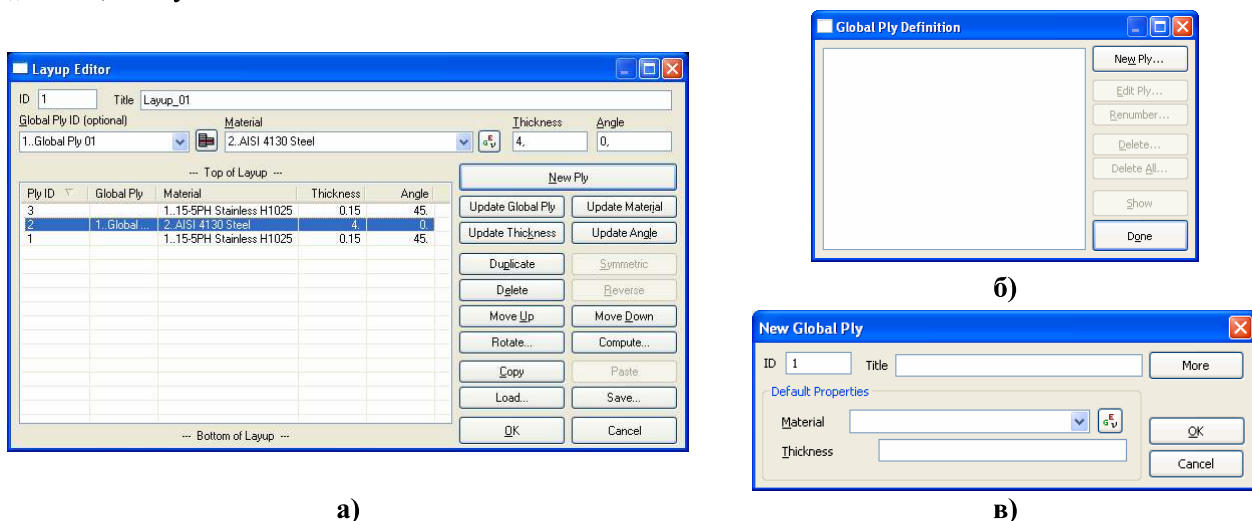 Layup Editor
ID 1 Title Layup_01
Global Ply ID (optional) Material Thickness Angle
1..Global Ply 01 2..AISI 4130 Steel 4, 0,
--- Top of Layup ---
New Ply
Ply ID Global Ply Material Thickness Angle
3 1..15-5PH Stainless H1025 0.15 45.
2 1..Global ... 2..AISI 4130 Steel 4. 0.
1 1..15-5PH Stainless H1025 0.15 45.
Update Global Ply Update Material
Update Thickness Update Angle
Duplicate Symmetric
Delete Reverse
Move Up Move Down
Rotate... Compute...
Copy Paste
Load... Save...
OK Cancel
--- Bottom of Layup ---
а)
Global Ply Definition
New Ply...
Edit Ply...
Renumber...
Delete...
Delete All...
Show
Done
б)
New Global Ply
ID 1 Title More
Default Properties
Material
Thickness
OK
Cancel
в)